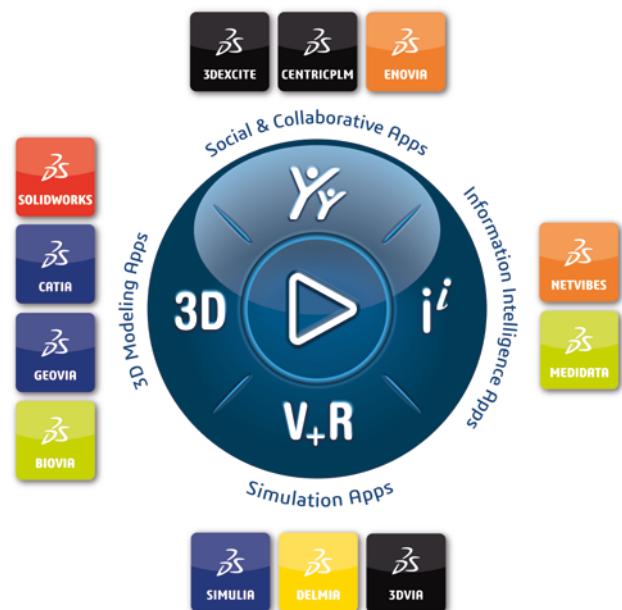 3DEXCITE
CENTRICPLM
ENOVIA
Social & Collaborative Apps
SOLIDWORKS
CATIA
GEOVIA
BIOVIA
3D Modeling Apps
3D
i i
V+R
Information Intelligence Apps
NETVIBES
MEDIDATA
Simulation Apps
SIMULIA
DELMIA
3DVIA